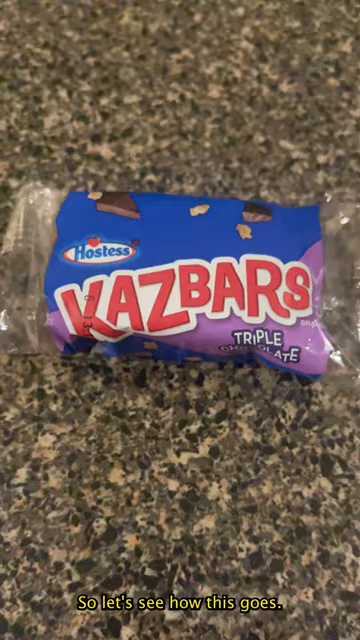 Hostess
KAZBARS
TRIPLE
CHOCOLATE
So let's see how this goes.